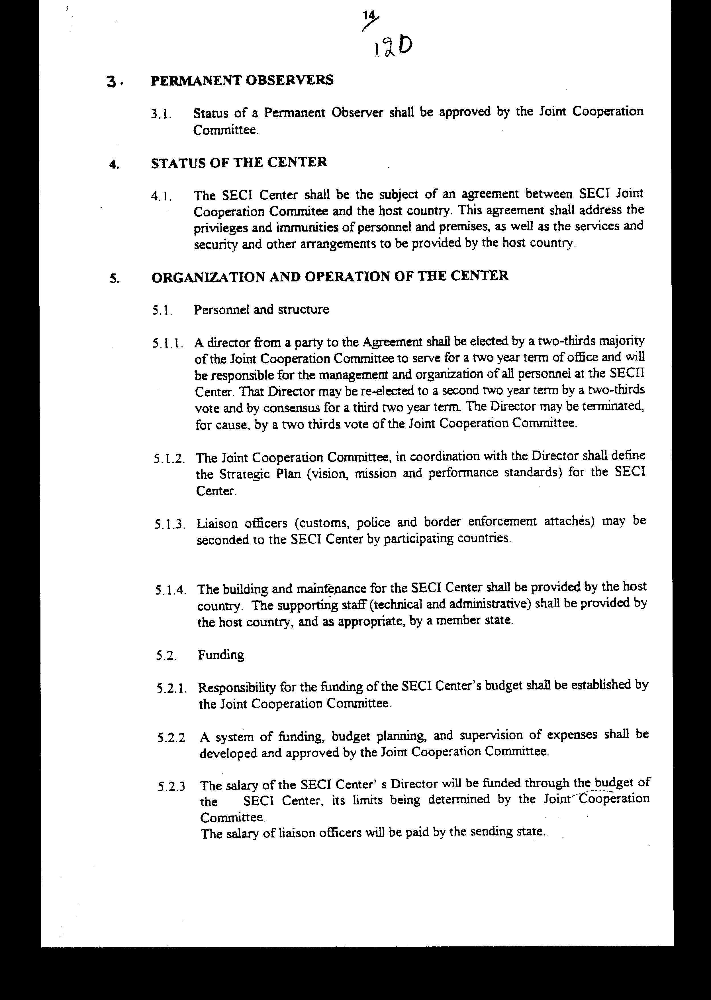 14
12D
3. PERMANENT OBSERVERS
3.1. Status of a Permanent Observer shall be approved by the Joint Cooperation
Committee.
4. STATUS OF THE CENTER
4.1. The SECI Center shall be the subject of an agreement between SECI Joint
Cooperation Commitee and the host country. This agreement shall address the
privileges and immunities of personnel and premises, as well as the services and
security and other arrangements to be provided by the host country.
5. ORGANIZATION AND OPERATION OF THE CENTER
5.1. Personnel and structure
5.1.1. A director from a party to the Agreement shall be elected by a two-thirds majority
of the Joint Cooperation Committee to serve for a two year term of office and will
be responsible for the management and organization of all personnel at the SECII
Center. That Director may be re-elected to a second two year term by a two-thirds
vote and by consensus for a third two year term. The Director may be terminated,
for cause, by a two thirds vote of the Joint Cooperation Committee.
5.1.2. The Joint Cooperation Committee, in coordination with the Director shall define
the Strategic Plan (vision, mission and performance standards) for the SECI
Center.
5.1.3. Liaison officers (customs, police and border enforcement attachés) may be
seconded to the SECI Center by participating countries.
5.1.4. The building and maintenance for the SECI Center shall be provided by the host
country. The supporting staff (technical and administrative) shall be provided by
the host country, and as appropriate, by a member state.
5.2. Funding
5.2.1. Responsibility for the funding of the SECI Center's budget shall be established by
the Joint Cooperation Committee.
5.2.2 A system of funding, budget planning, and supervision of expenses shall be
developed and approved by the Joint Cooperation Committee.
5.2.3 The salary of the SECI Center' s Director will be funded through the budget of
the SECI Center, its limits being determined by the Joint Cooperation
Committee.
The salary of liaison officers will be paid by the sending state..